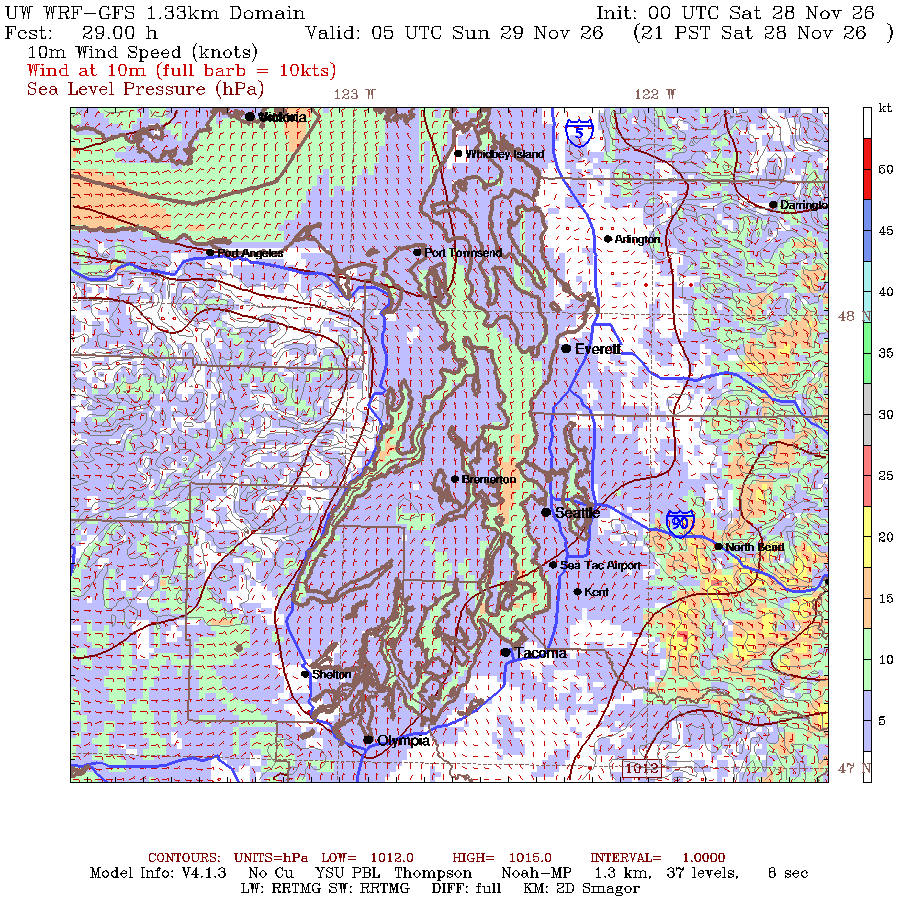 UW WRF-GFS 1.33km Domain Init: 00 UTC Sat 28 Nov 26
Fcst: 29.00 h Valid: 05 UTC Sun 29 Nov 26 (21 PST Sat 28 Nov 26 )
10m Wind Speed (knots)
Wind at 10m (full barb = 10kts)
Sea Level Pressure (hPa)
123 W 122 W
kt
Victoria
5
Whidbey Island
60
Darringto
50
45
Arlington
Port Angeles
Port Townsend
40
48 N
Everett
35
30
25
Bremerton
Seattle
90
20
North Bend
Sea Tac Airport
Kent
15
Tacoma
10
Shelton
5
Olympia
1012
47 N
CONTOURS: UNITS=hPa LOW= 1012.0 HIGH= 1015.0 INTERVAL= 1.0000
Model Info: V4.1.3 No Cu YSU PBL Thompson Noah-MP 1.3 km, 37 levels, 8 sec
LW: RRTMG SW: RRTMG DIFF: full KM: 2D Smagor